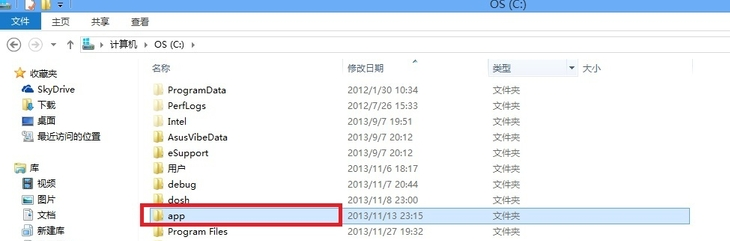 OS (C:)
文件 主页 共享 查看
计算机 OS (C:)
名称 修改日期 类型 大小
收藏夹
SkyDrive
下载
桌面
最近访问的位置
库
视频
图片
文档
新建库
ProgramData 2012/1/30 10:34 文件夹
PerfLogs 2012/7/26 15:33 文件夹
Intel 2013/9/7 19:51 文件夹
AsusVibeData 2013/9/7 20:12 文件夹
eSupport 2013/9/7 20:12 文件夹
用户 2013/11/6 18:17 文件夹
debug 2013/11/7 20:44 文件夹
dosh 2013/11/8 23:00 文件夹
app 2013/11/13 23:15 文件夹
Program Files 2013/11/27 19:32 文件夹